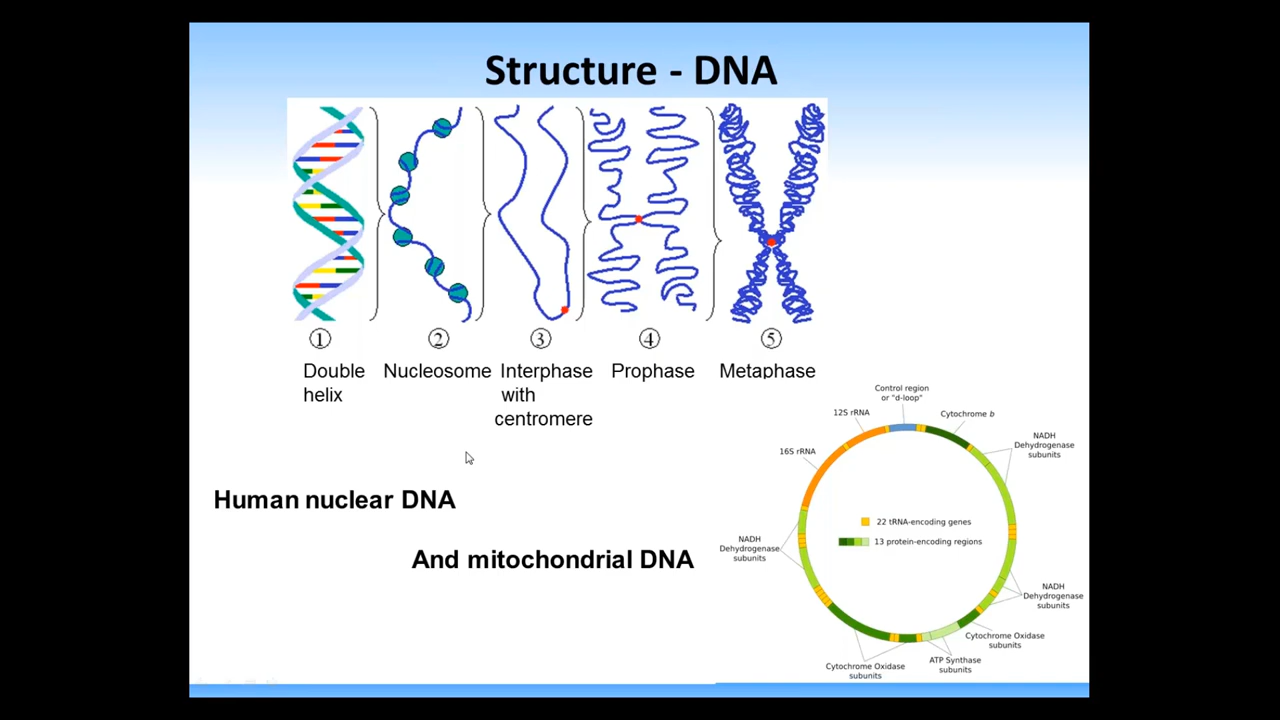 Structure - DNA
1
2
3
4
5
Double
helix
Nucleosome
Interphase
with
centromere
Prophase
Metaphase
Human nuclear DNA
And mitochondrial DNA
Control region
or "d-loop"
12S rRNA
Cytochrome b
16S rRNA
NADH
Dehydrogenase
subunits
22 tRNA-encoding genes
13 protein-encoding regions
NADH
Dehydrogenase
subunits
NADH
Dehydrogenase
subunits
Cytochrome Oxidase
subunits
ATP Synthase
subunits
Cytochrome Oxidase
subunits